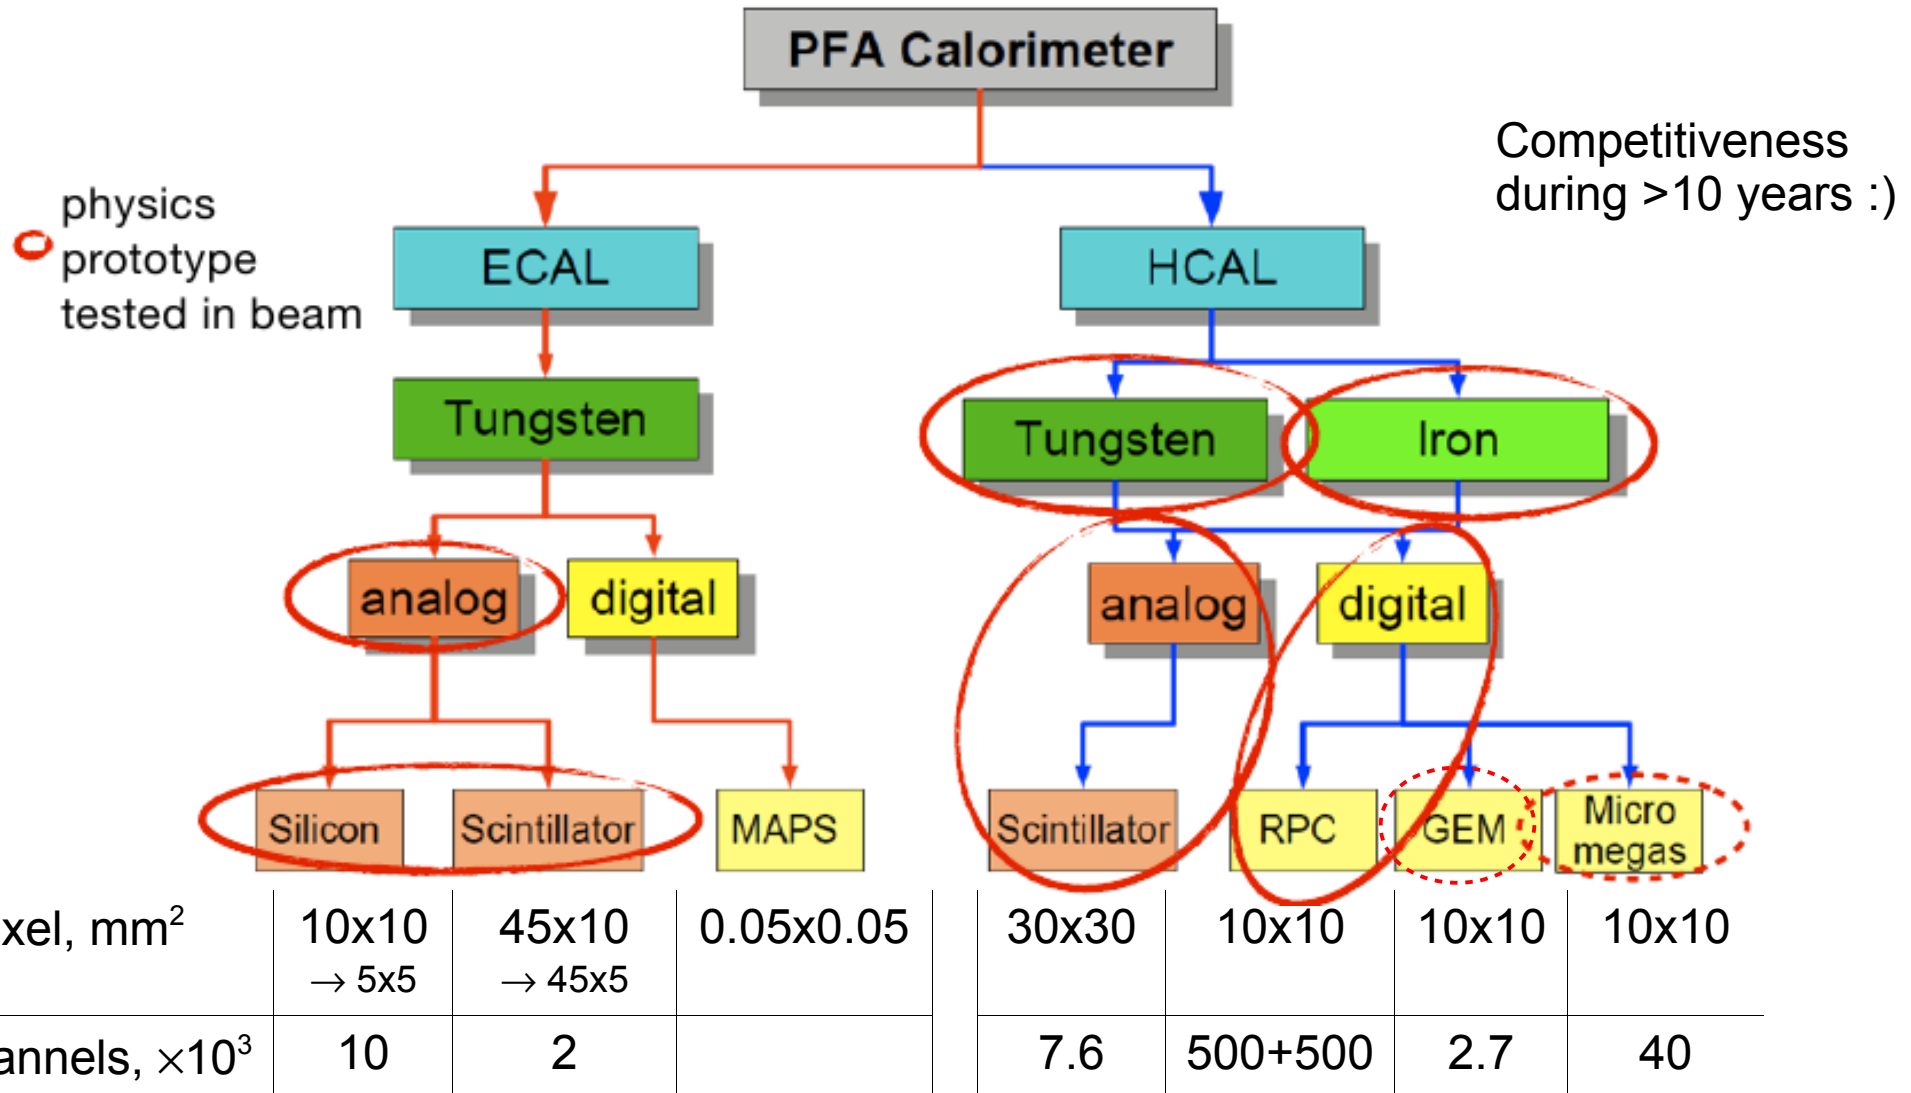 PFA Calorimeter
Competitiveness
during >10 years :)
physics
prototype
tested in beam
ECAL
HCAL
Tungsten
Tungsten
Iron
analog
digital
analog
digital
Silicon
Scintillator
MAPS
Scintillator
RPC
GEM
Micro
megas
xel, mm²
10x10
45x10
0.05x0.05
30x30
10x10
10x10
10x10
→ 5x5
→ 45x5
annels, ×10³
10
2
7.6
500+500
2.7
40